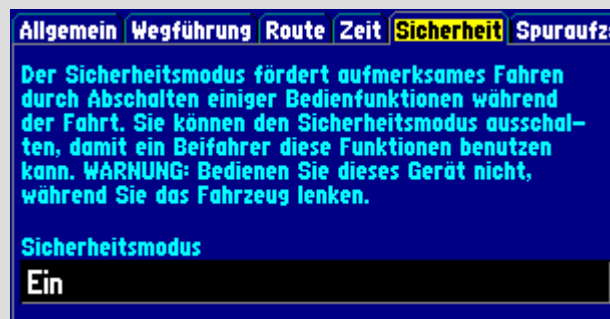 Allgemein Wegführung Route Zeit Sicherheit Spuraufz
Der Sicherheitsmodus fördert aufmerksames Fahren
durch Abschalten einiger Bedienfunktionen während
der Fahrt. Sie können den Sicherheitsmodus ausschal-
ten, damit ein Beifahrer diese Funktionen benutzen
kann. WARNUNG: Bedienen Sie dieses Gerät nicht,
während Sie das Fahrzeug lenken.
Sicherheitsmodus
Ein